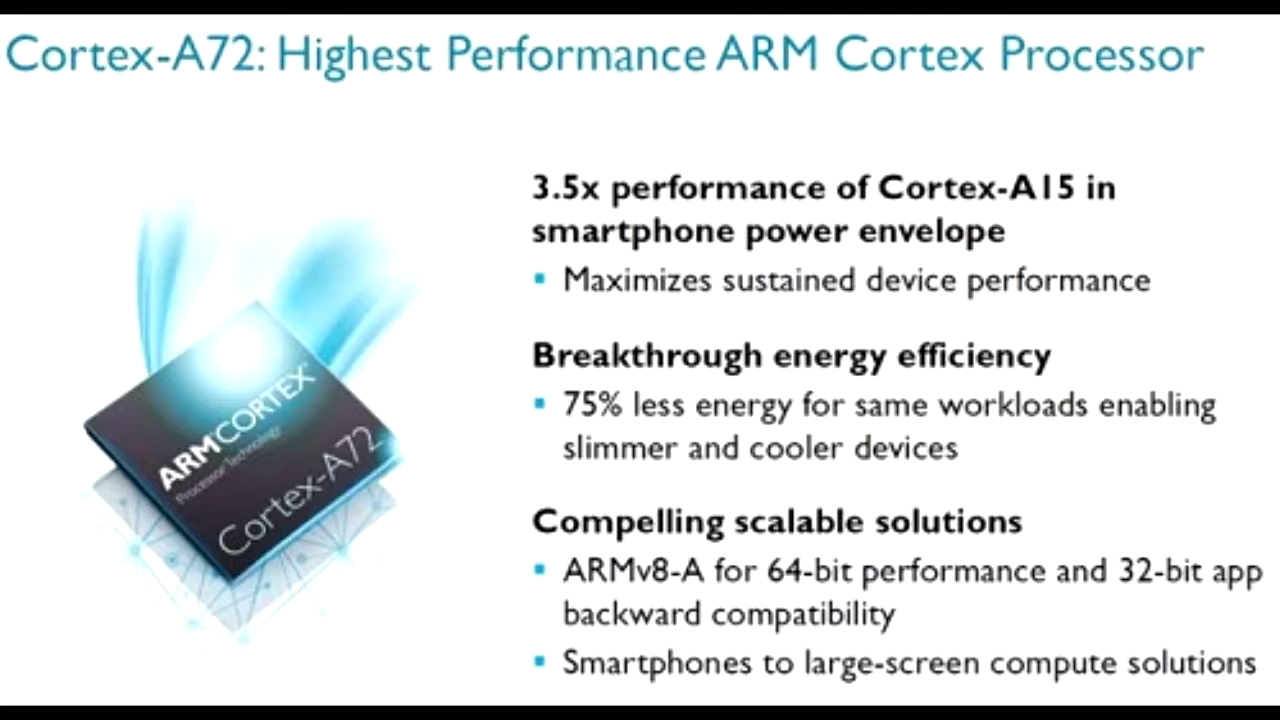 Cortex-A72: Highest Performance ARM Cortex Processor
3.5x performance of Cortex-A15 in
smartphone power envelope
▪ Maximizes sustained device performance
Breakthrough energy efficiency
▪ 75% less energy for same workloads enabling
slimmer and cooler devices
Compelling scalable solutions
▪ ARMv8-A for 64-bit performance and 32-bit app
backward compatibility
▪ Smartphones to large-screen compute solutions
ARMCORTEX
Processor Technology
Cortex-A72